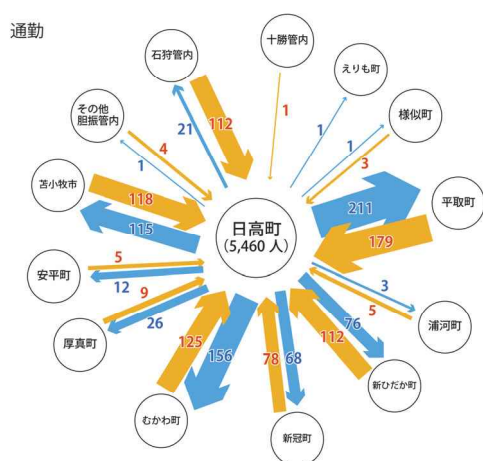 通勤
十勝管内
石狩管内
えりも町
その他
胆振管内
様似町
1
112
21
4
1
1
1
3
苫小牧市
118
115
平取町
211
179
日高町
(5,460 人)
安平町
5
12
9
26
厚真町
3
5
浦河町
125
156
78
68
76
112
むかわ町
新冠町
新ひだか町